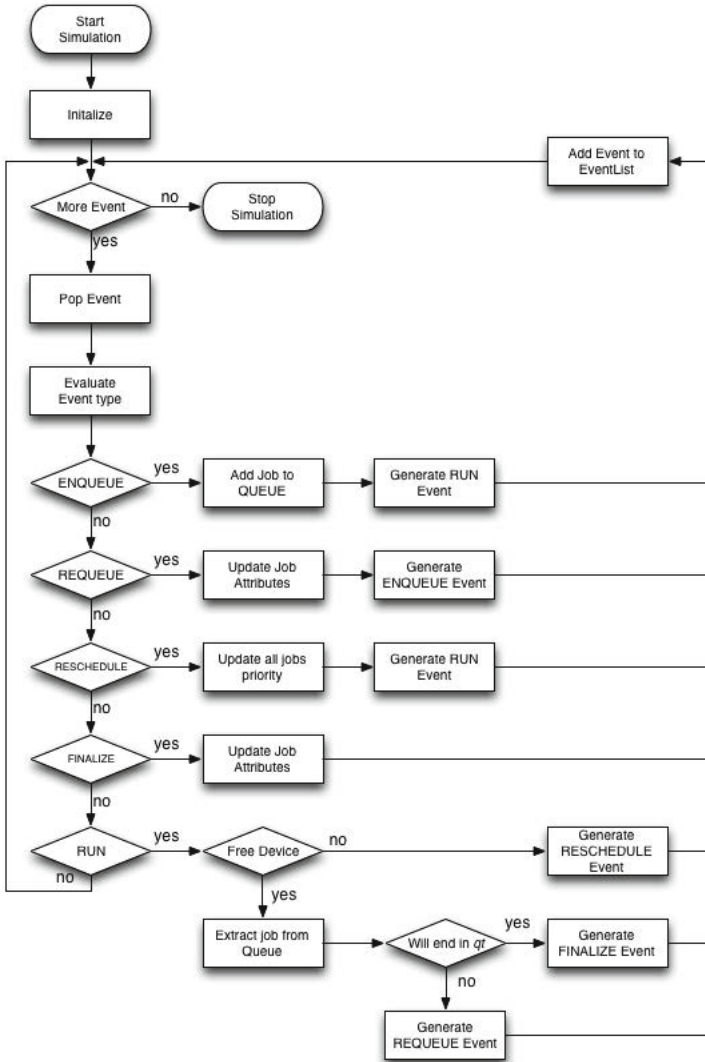 Start
Simulation
Initalize
Add Event to
EventList
More Event
no
Stop
Simulation
yes
Pop Event
Evaluate
Event type
ENQUEUE
yes
Add Job to
QUEUE
Generate RUN
Event
no
REQUEUE
yes
Update Job
Attributes
Generate
ENQUEUE Event
no
RESCHEDULE
yes
Update all jobs
priority
Generate RUN
Event
no
FINALIZE
yes
Update Job
Attributes
no
RUN
yes
Free Device
no
Generate
RESCHEDULE
Event
no
yes
Extract job from
Queue
Will end in qt
yes
Generate
FINALIZE Event
no
Generate
REQUEUE Event